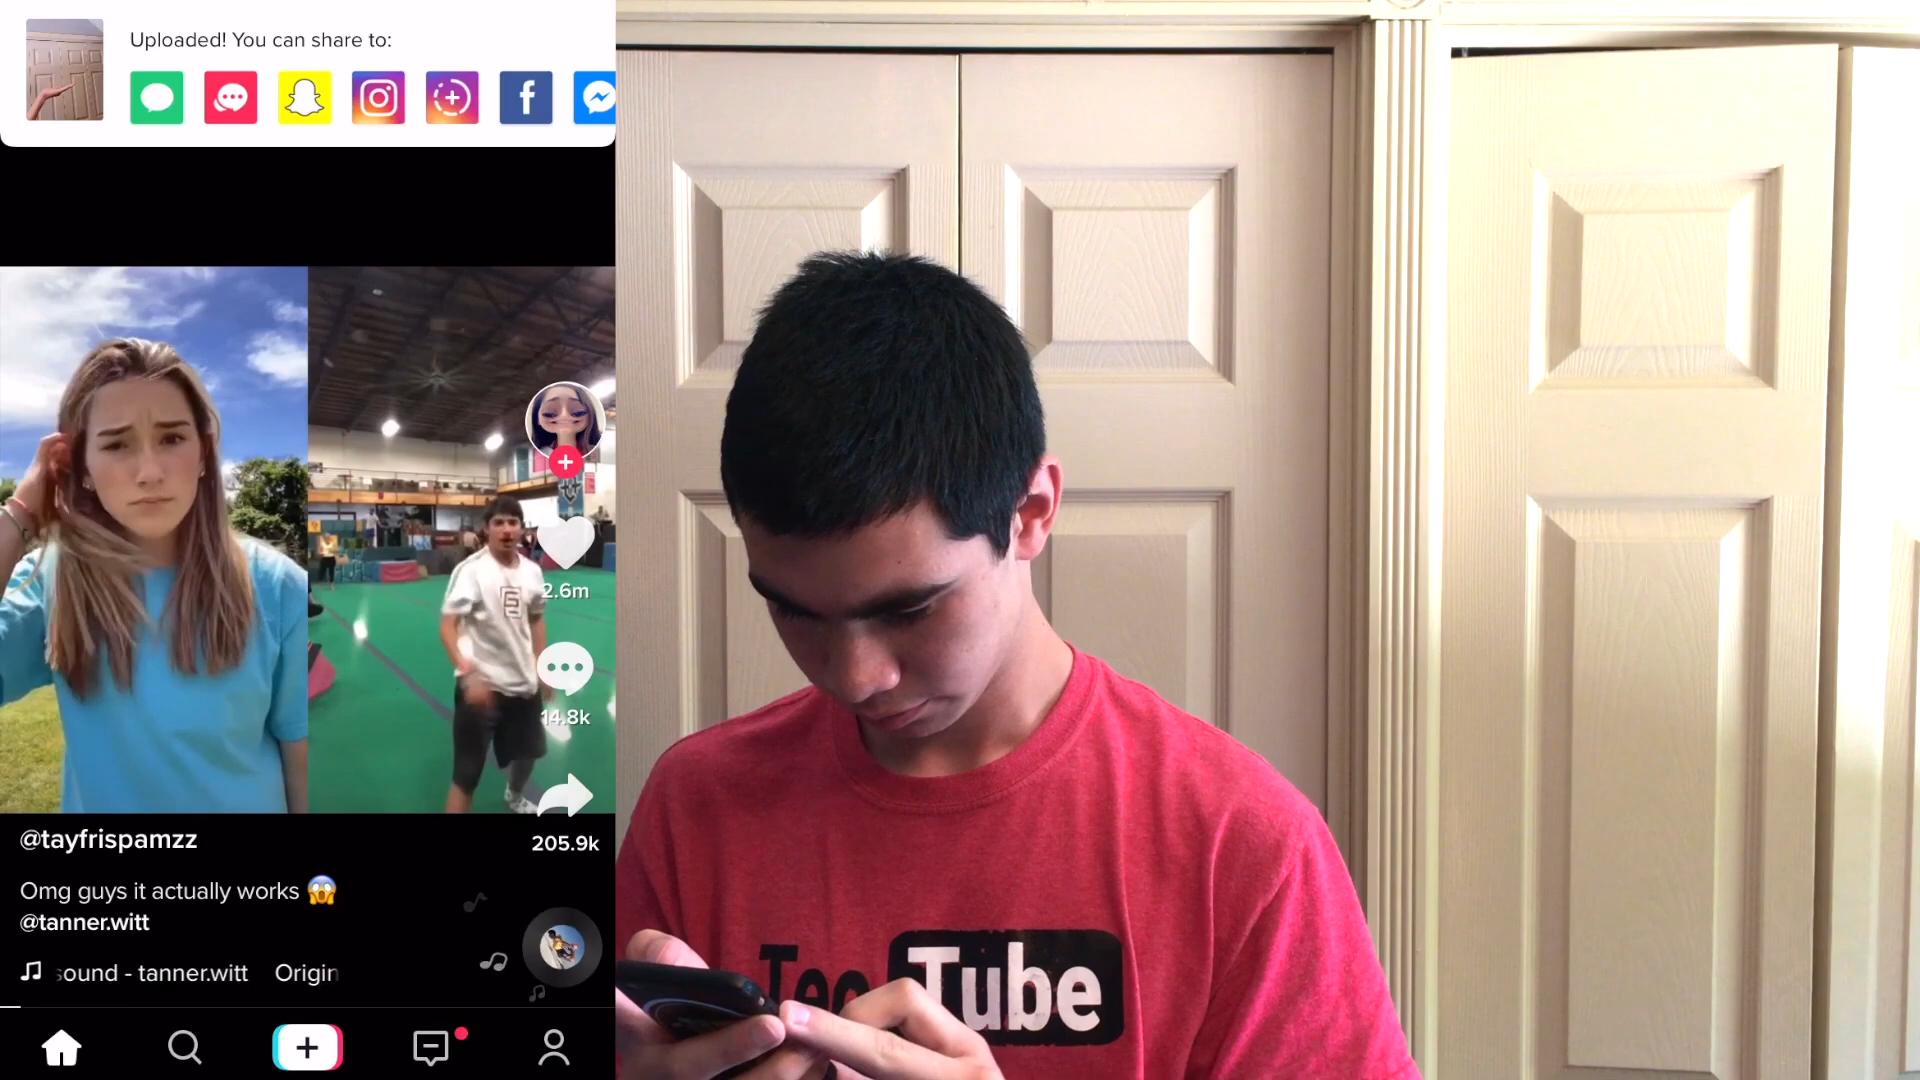 Uploaded! You can share to:
2.6m
14.8k
205.9k
@tayfrispamzz
Omg guys it actually works 😱
@tanner.witt
sound - tanner.witt Origin
Tube